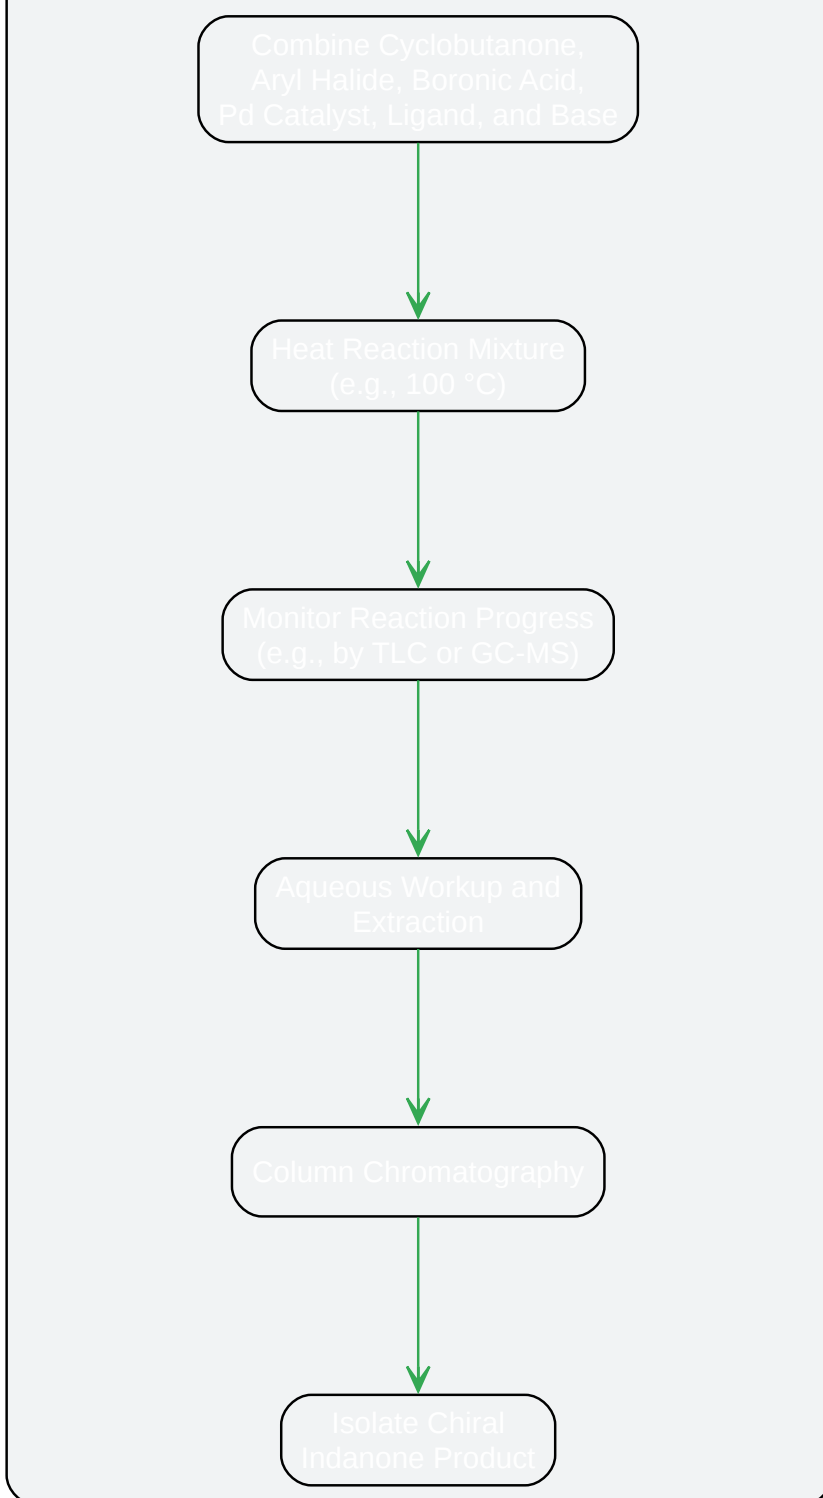 Combine Cyclobutanone,
Aryl Halide, Boronic Acid,
Pd Catalyst, Ligand, and Base
Heat Reaction Mixture
(e.g., 100 °C)
Monitor Reaction Progress
(e.g., by TLC or GC-MS)
Aqueous Workup and
Extraction
Column Chromatography
Isolate Chiral
Indanone Product